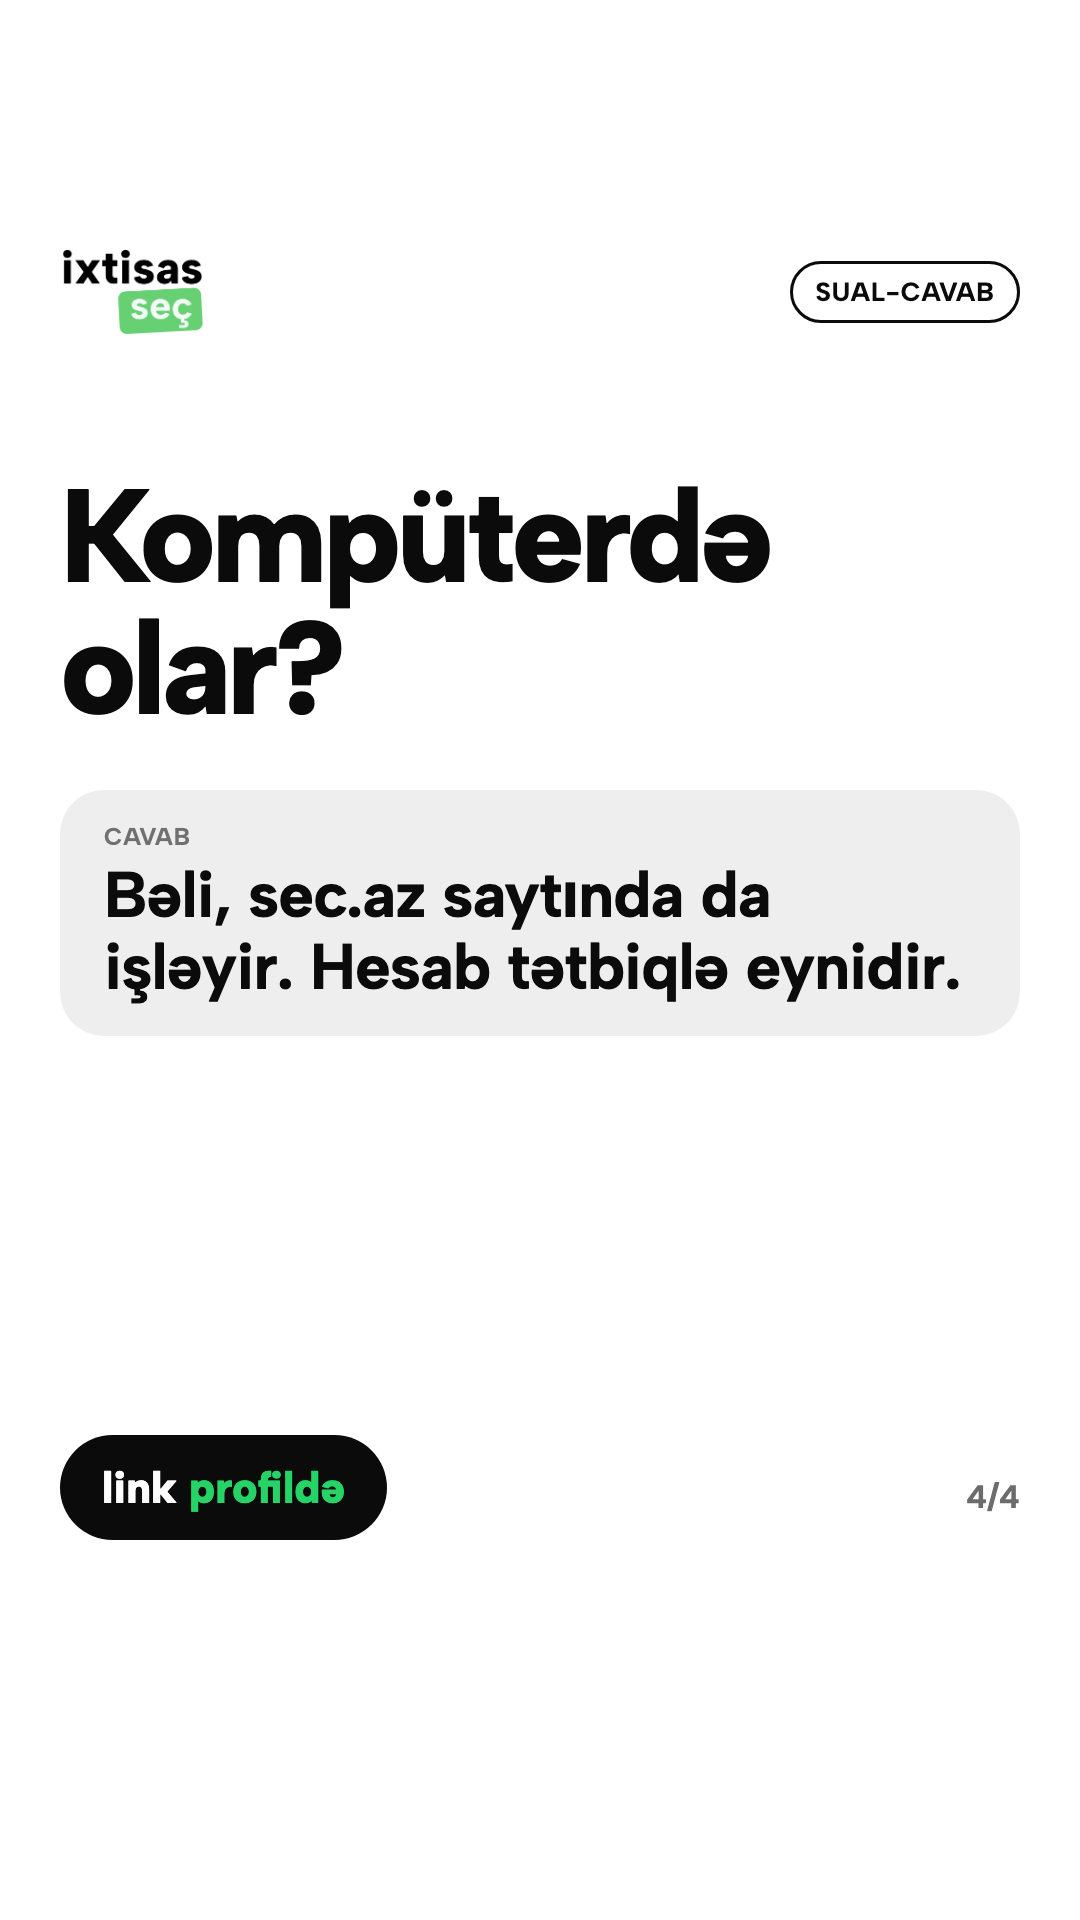 ixtisas
seç
SUAL-CAVAB
Kompüterdə
olar?
CAVAB
Bəli, sec.az saytında da
işləyir. Hesab tətbiqlə eynidir.
link profildə
4/4